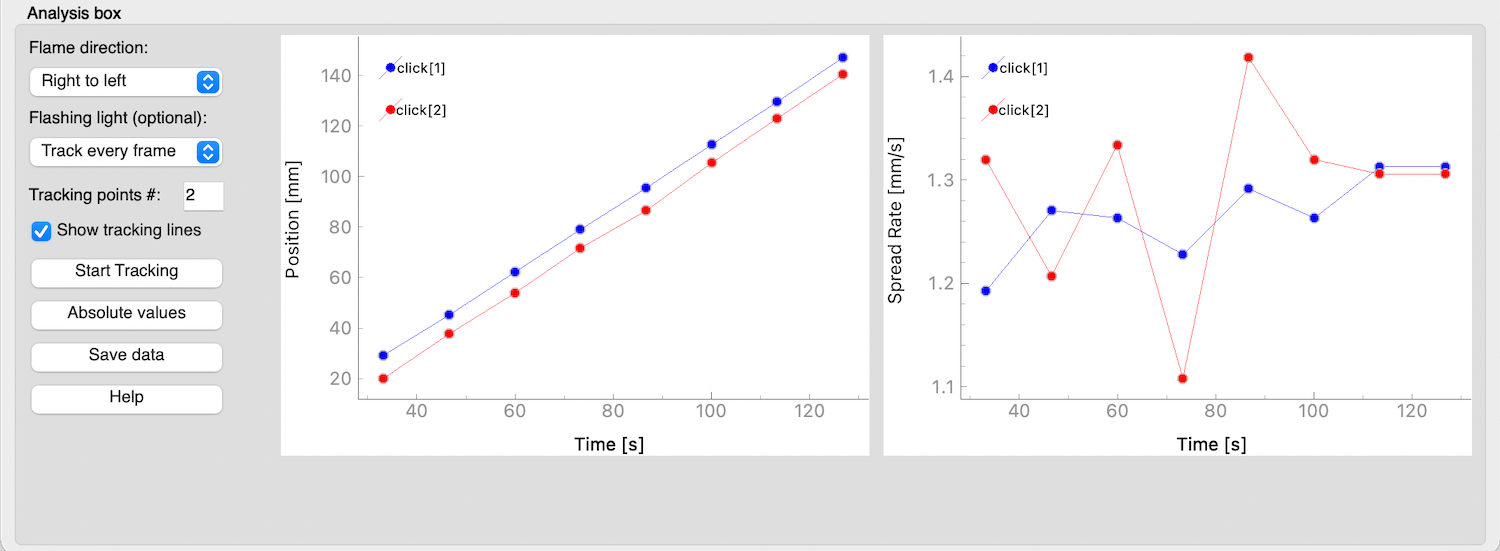 Analysis box
Flame direction:
Right to left
Flashing light (optional):
Track every frame
Tracking points #:
2
Show tracking lines
Start Tracking
Absolute values
Save data
Help
click[1]
click[2]
Position [mm]
140
120
100
80
60
40
20
40 60 80 100 120
Time [s]
click[1]
click[2]
Spread Rate [mm/s]
1.4
1.3
1.2
1.1
40 60 80 100 120
Time [s]